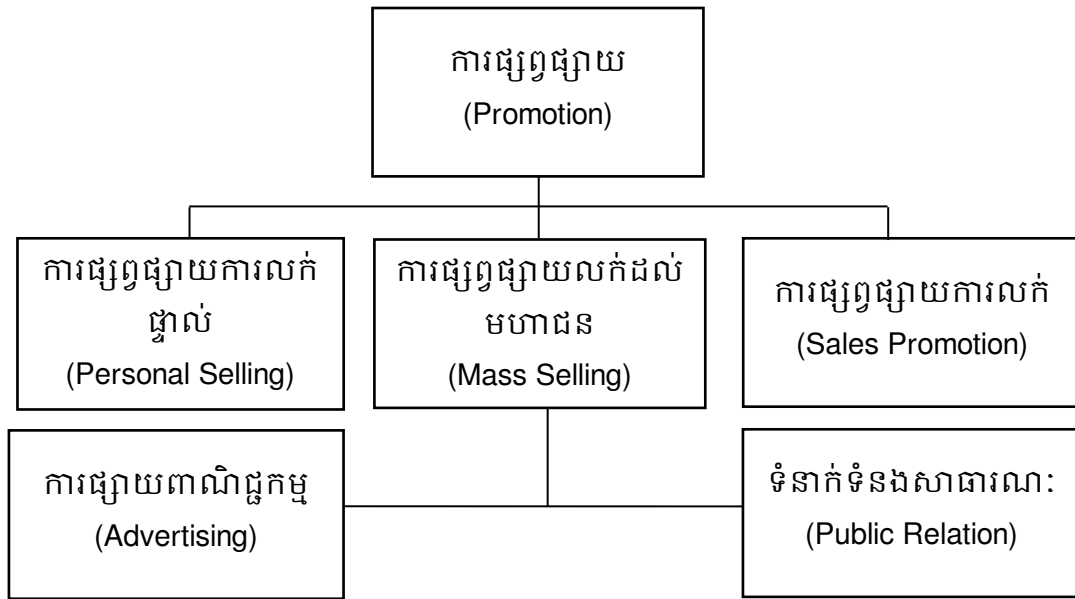 ការផ្សព្វផ្សាយ
(Promotion)
ការផ្សព្វផ្សាយការលក់
ផ្ទាល់
(Personal Selling)
ការផ្សព្វផ្សាយលក់ដល់
មហាជន
(Mass Selling)
ការផ្សព្វផ្សាយការលក់
(Sales Promotion)
ការផ្សាយពាណិជ្ជកម្ម
(Advertising)
ទំនាក់ទំនងសាធារណៈ
(Public Relation)